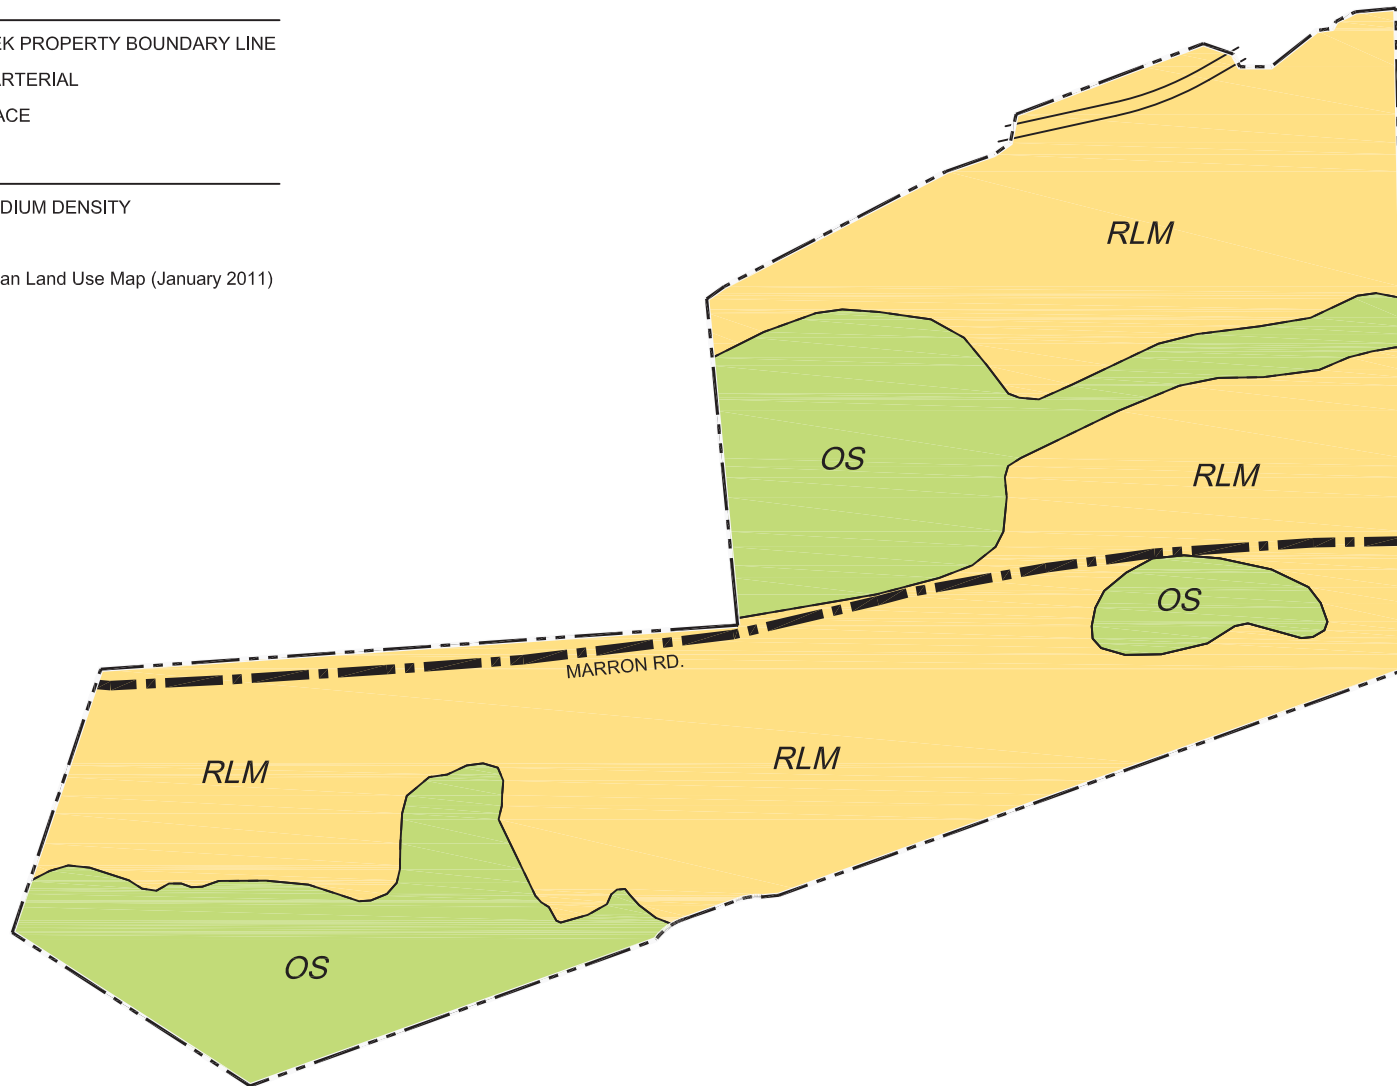 EK PROPERTY BOUNDARY LINE
ARTERIAL
ACE
DIUM DENSITY
an Land Use Map (January 2011)
RLM
OS
RLM
OS
MARRON RD.
RLM
RLM
OS